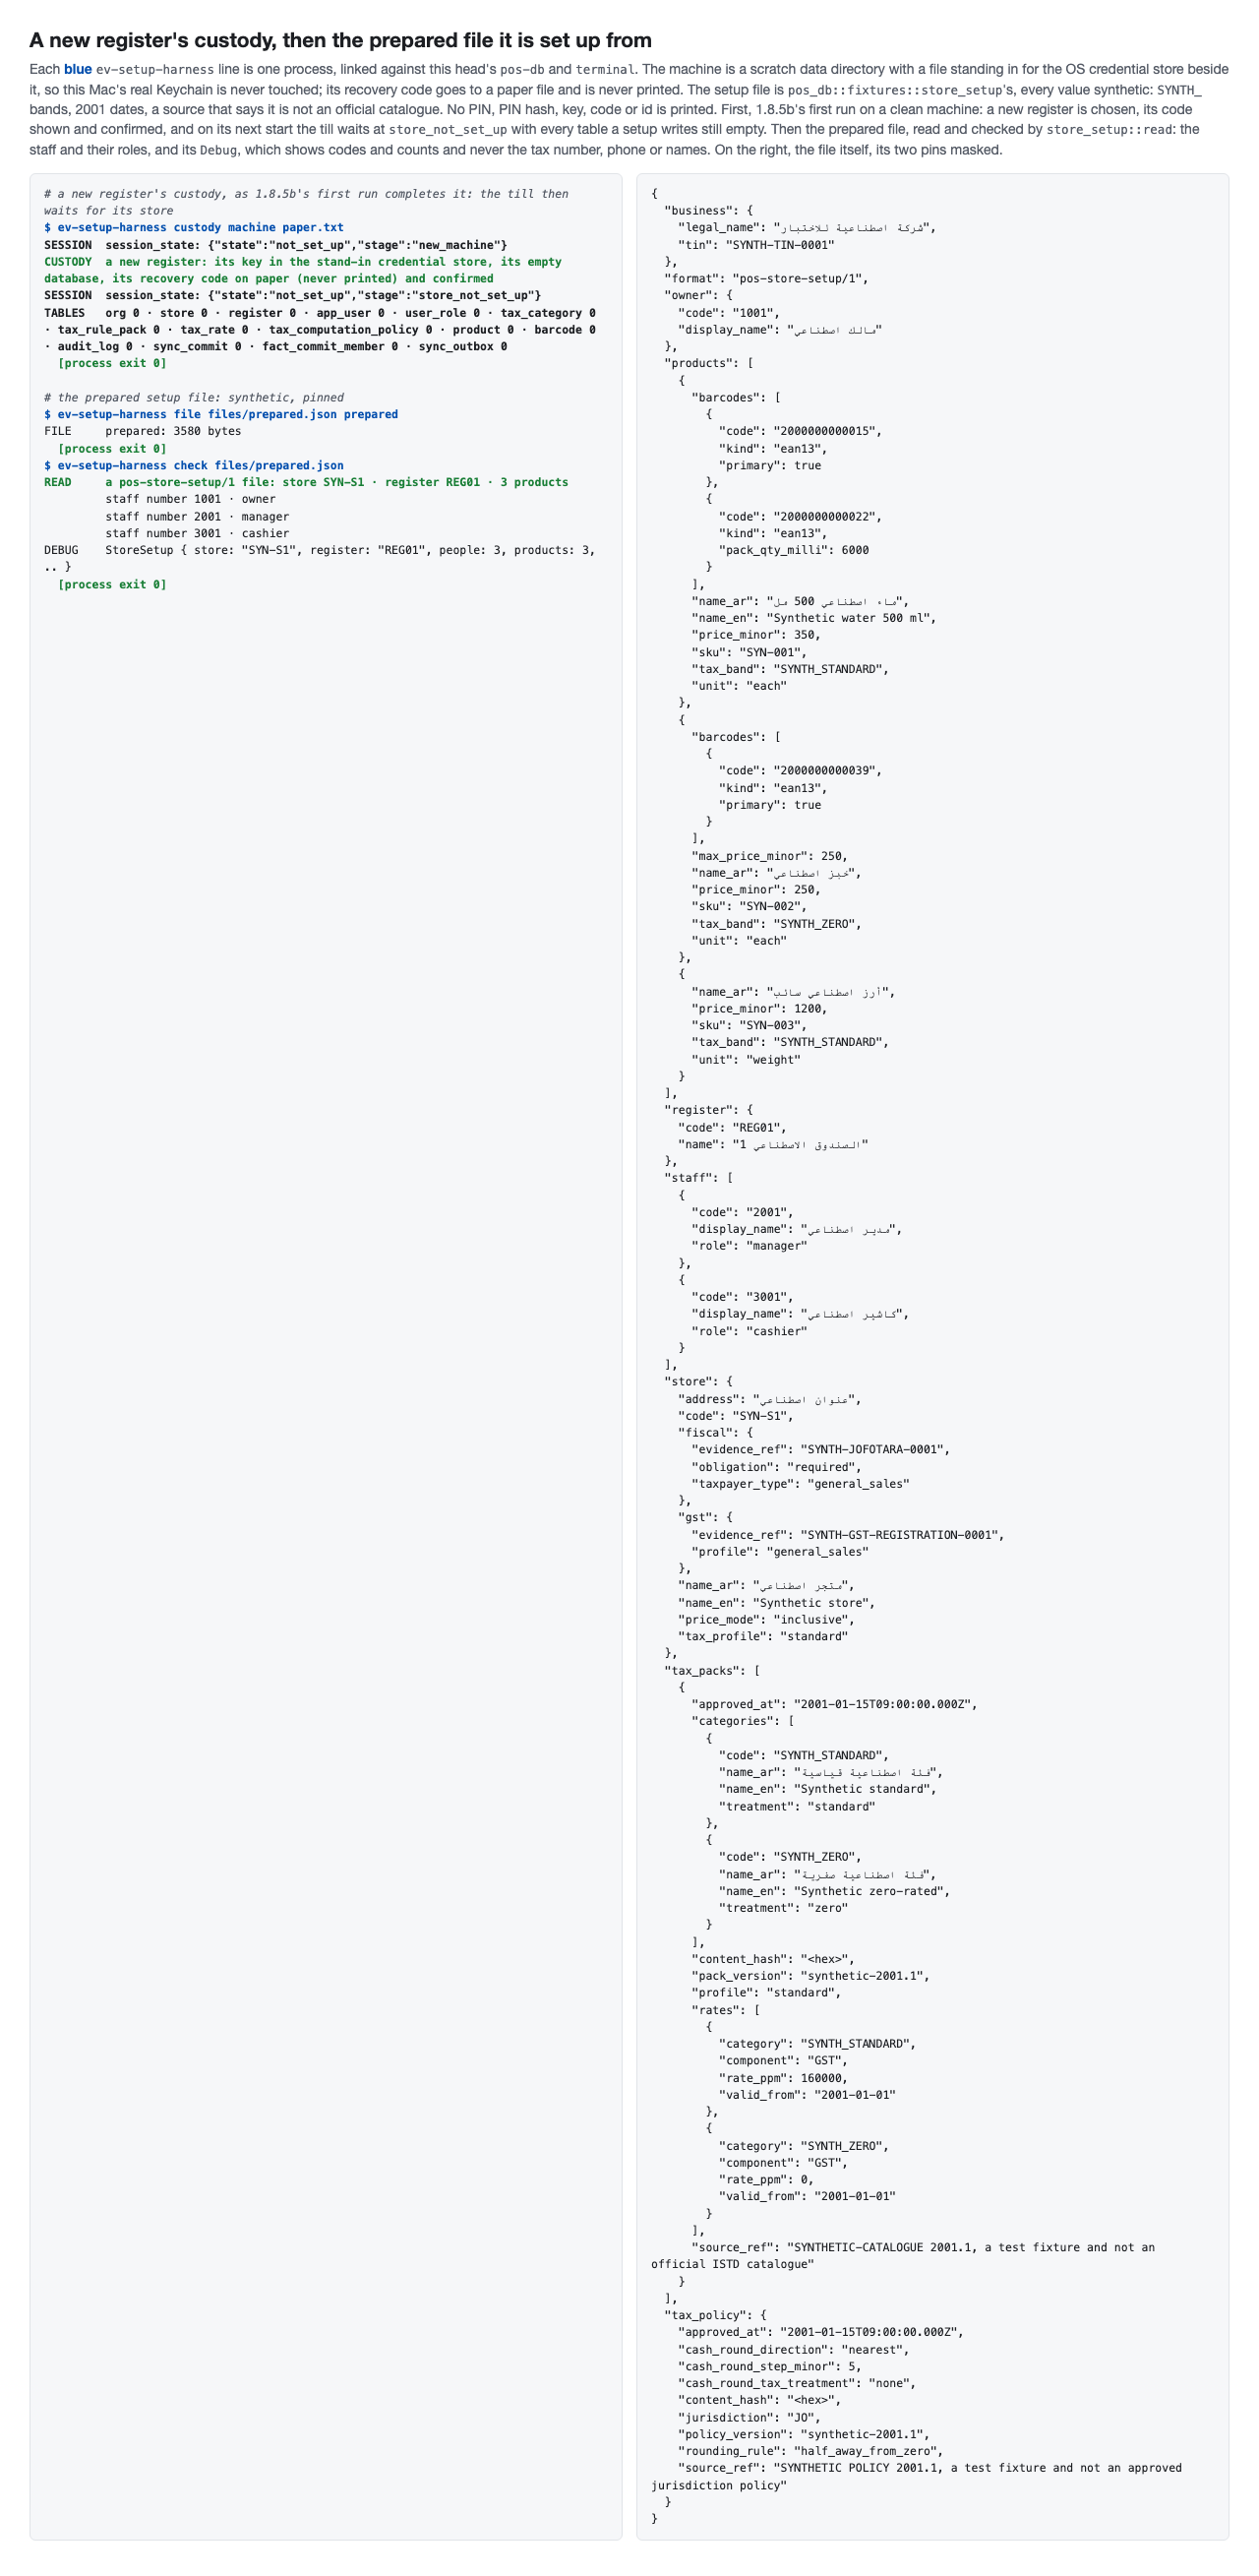 A new register's custody, then the prepared file it is set up from
Each blue ev-setup-harness line is one process, linked against this head's pos-db and terminal. The machine is a scratch data directory with a file standing in for the OS credential store beside
it, so this Mac's real Keychain is never touched; its recovery code goes to a paper file and is never printed. The setup file is pos_db::fixtures::store_setup's, every value synthetic: SYNTH_
bands, 2001 dates, a source that says it is not an official catalogue. No PIN, PIN hash, key, code or id is printed. First, 1.8.5b's first run on a clean machine: a new register is chosen, its code
shown and confirmed, and on its next start the till waits at store_not_set_up with every table a setup writes still empty. Then the prepared file, read and checked by store_setup::read: the
staff and their roles, and its Debug, which shows codes and counts and never the tax number, phone or names. On the right, the file itself, its two pins masked.
# a new register's custody, as 1.8.5b's first run completes it: the till then
waits for its store
$ ev-setup-harness custody machine paper.txt
SESSION  session_state: {"state":"not_set_up","stage":"new_machine"}
CUSTODY  a new register: its key in the stand-in credential store, its empty
database, its recovery code on paper (never printed) and confirmed
SESSION  session_state: {"state":"not_set_up","stage":"store_not_set_up"}
TABLES   org 0 · store 0 · register 0 · app_user 0 · user_role 0 · tax_category 0
· tax_rule_pack 0 · tax_rate 0 · tax_computation_policy 0 · product 0 · barcode 0
· audit_log 0 · sync_commit 0 · fact_commit_member 0 · sync_outbox 0
[process exit 0]
# the prepared setup file: synthetic, pinned
$ ev-setup-harness file files/prepared.json prepared
FILE     prepared: 3580 bytes
[process exit 0]
$ ev-setup-harness check files/prepared.json
READ     a pos-store-setup/1 file: store SYN-S1 · register REG01 · 3 products
staff number 1001 · owner
staff number 2001 · manager
staff number 3001 · cashier
DEBUG    StoreSetup { store: "SYN-S1", register: "REG01", people: 3, products: 3,
.. }
[process exit 0]
{
"business": {
"legal_name": "شركة اصطناعية للاختبار",
"tin": "SYNTH-TIN-0001"
},
"format": "pos-store-setup/1",
"owner": {
"code": "1001",
"display_name": "مالك اصطناعي"
},
"products": [
{
"barcodes": [
{
"code": "2000000000015",
"kind": "ean13",
"primary": true
},
{
"code": "2000000000022",
"kind": "ean13",
"pack_qty_milli": 6000
}
],
"name_ar": "ماء اصطناعي 500 مل",
"name_en": "Synthetic water 500 ml",
"price_minor": 350,
"sku": "SYN-001",
"tax_band": "SYNTH_STANDARD",
"unit": "each"
},
{
"barcodes": [
{
"code": "2000000000039",
"kind": "ean13",
"primary": true
}
],
"max_price_minor": 250,
"name_ar": "خبز اصطناعي",
"price_minor": 250,
"sku": "SYN-002",
"tax_band": "SYNTH_ZERO",
"unit": "each"
},
{
"name_ar": "أرز اصطناعي سائب",
"price_minor": 1200,
"sku": "SYN-003",
"tax_band": "SYNTH_STANDARD",
"unit": "weight"
}
],
"register": {
"code": "REG01",
"name": "الصندوق الاصطناعي 1"
},
"staff": [
{
"code": "2001",
"display_name": "مدير اصطناعي",
"role": "manager"
},
{
"code": "3001",
"display_name": "كاشير اصطناعي",
"role": "cashier"
}
],
"store": {
"address": "عنوان اصطناعي",
"code": "SYN-S1",
"fiscal": {
"evidence_ref": "SYNTH-JOFOTARA-0001",
"obligation": "required",
"taxpayer_type": "general_sales"
},
"gst": {
"evidence_ref": "SYNTH-GST-REGISTRATION-0001",
"profile": "general_sales"
},
"name_ar": "متجر اصطناعي",
"name_en": "Synthetic store",
"price_mode": "inclusive",
"tax_profile": "standard"
},
"tax_packs": [
{
"approved_at": "2001-01-15T09:00:00.000Z",
"categories": [
{
"code": "SYNTH_STANDARD",
"name_ar": "فئة اصطناعية قياسية",
"name_en": "Synthetic standard",
"treatment": "standard"
},
{
"code": "SYNTH_ZERO",
"name_ar": "فئة اصطناعية صفرية",
"name_en": "Synthetic zero-rated",
"treatment": "zero"
}
],
"content_hash": "<hex>",
"pack_version": "synthetic-2001.1",
"profile": "standard",
"rates": [
{
"category": "SYNTH_STANDARD",
"component": "GST",
"rate_ppm": 160000,
"valid_from": "2001-01-01"
},
{
"category": "SYNTH_ZERO",
"component": "GST",
"rate_ppm": 0,
"valid_from": "2001-01-01"
}
],
"source_ref": "SYNTHETIC-CATALOGUE 2001.1, a test fixture and not an
official ISTD catalogue"
}
],
"tax_policy": {
"approved_at": "2001-01-15T09:00:00.000Z",
"cash_round_direction": "nearest",
"cash_round_step_minor": 5,
"cash_round_tax_treatment": "none",
"content_hash": "<hex>",
"jurisdiction": "JO",
"policy_version": "synthetic-2001.1",
"rounding_rule": "half_away_from_zero",
"source_ref": "SYNTHETIC POLICY 2001.1, a test fixture and not an approved
jurisdiction policy"
}
}